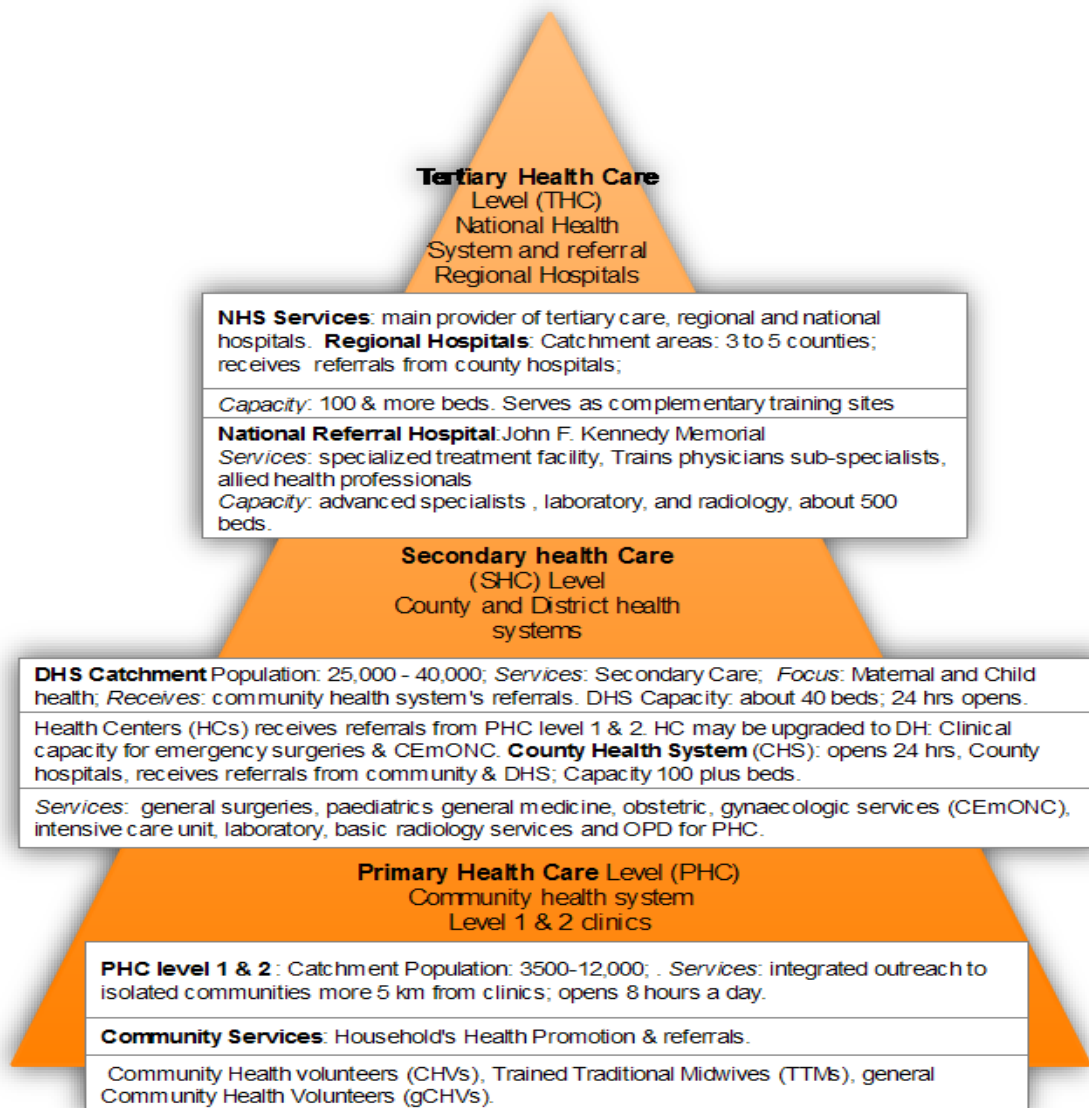 Tertiary Health Care
Level (THC)
National Health
System and referral
Regional Hospitals
NHS Services: main provider of tertiary care, regional and national
hospitals. Regional Hospitals: Catchment areas: 3 to 5 counties;
receives referrals from county hospitals;
Capacity: 100 & more beds. Serves as complementary training sites
National Referral Hospital:John F. Kennedy Memorial
Services: specialized treatment facility, Trains physicians sub-specialists,
allied health professionals
Capacity: advanced specialists , laboratory, and radiology, about 500
beds.
Secondary health Care
(SHC) Level
County and District health
systems
DHS Catchment Population: 25,000 - 40,000; Services: Secondary Care; Focus: Maternal and Child
health; Receives: community health system's referrals. DHS Capacity: about 40 beds; 24 hrs opens.
Health Centers (HCs) receives referrals from PHC level 1 & 2. HC may be upgraded to DH: Clinical
capacity for emergency surgeries & CEmONC. County Health System (CHS): opens 24 hrs, County
hospitals, receives referrals from community & DHS; Capacity 100 plus beds.
Services: general surgeries, paediatrics general medicine, obstetric, gynaecologic services (CEmONC),
intensive care unit, laboratory, basic radiology services and OPD for PHC.
Primary Health Care Level (PHC)
Community health system
Level 1 & 2 clinics
PHC level 1 & 2 : Catchment Population: 3500-12,000; . Services: integrated outreach to
isolated communities more 5 km from clinics; opens 8 hours a day.
Community Services: Household's Health Promotion & referrals.
Community Health volunteers (CHVs), Trained Traditional Midwives (TTMs), general
Community Health Volunteers (gCHVs).